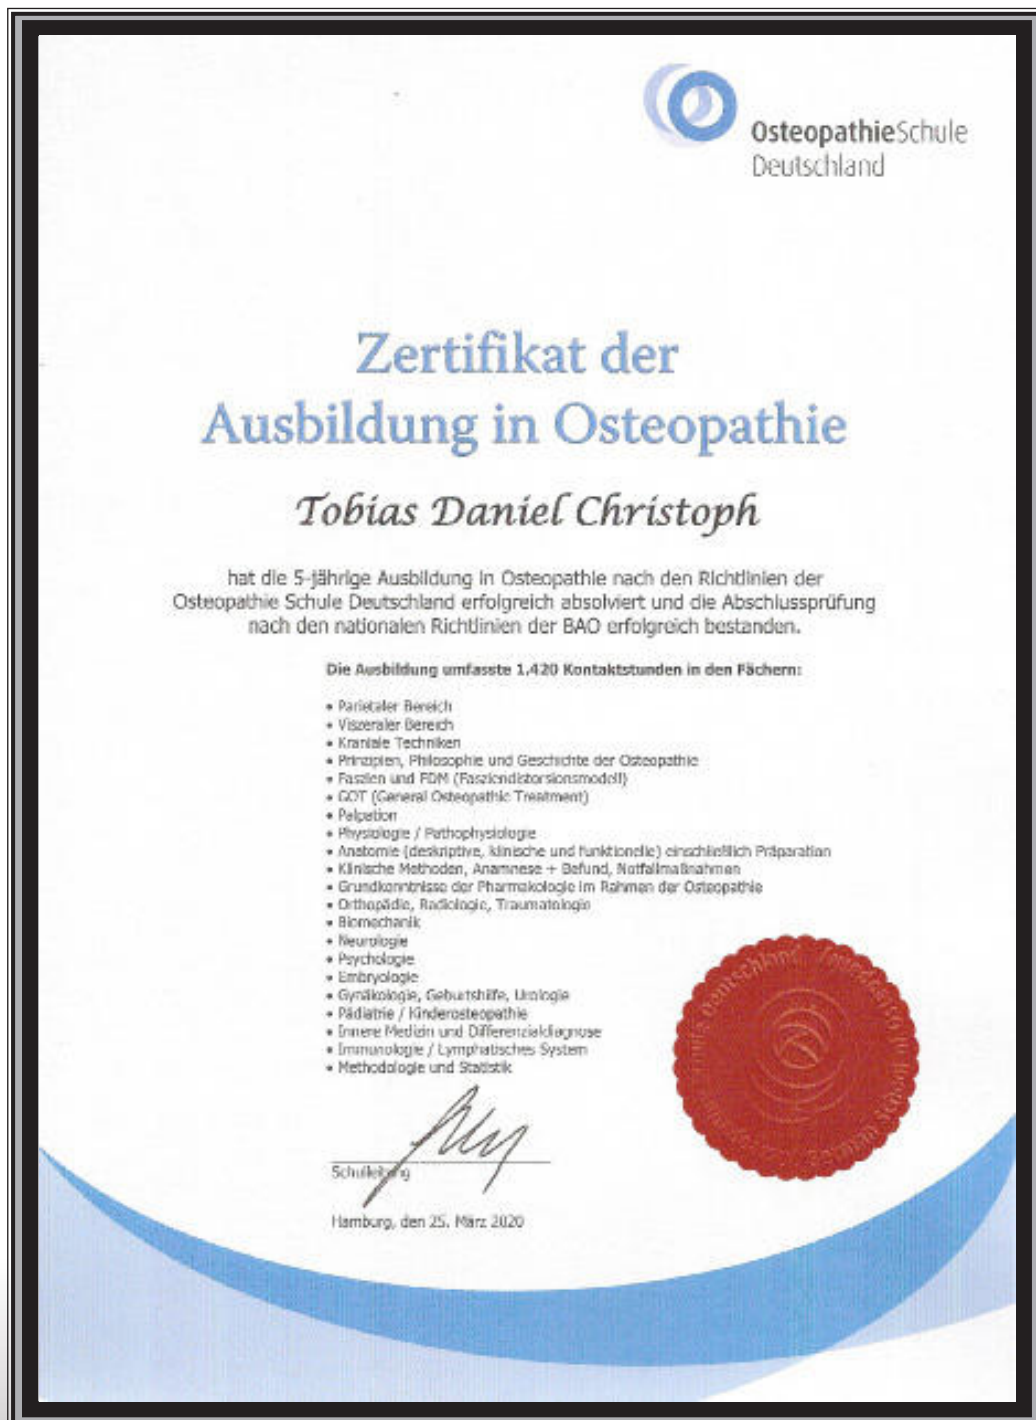 OsteopathieSchule
Deutschland
Zertifikat der
Ausbildung in Osteopathie
Tobias Daniel Christoph
hat die 5-jährige Ausbildung in Osteopathie nach den Richtlinien der
Osteopathie Schule Deutschland erfolgreich absolviert und die Abschlussprüfung
nach den nationalen Richtlinien der BAO erfolgreich bestanden.
Die Ausbildung umfasste 1.420 Kontaktstunden in den Fächern:
• Parietaler Bereich
• Viszeraler Bereich
• Kraniale Techniken
• Prinzipien, Philosophie und Geschichte der Osteopathie
• Faszien und FDM (Fasziendistorsionsmodell)
• GOT (General Osteopathic Treatment)
• Palpation
• Physiologie / Pathophysiologie
• Anatomie (deskriptive, klinische und funktionelle) einschließlich Präparation
• Klinische Methoden, Anamnese + Befund, Notfallmaßnahmen
• Grundkenntnisse der Pharmakologie im Rahmen der Osteopathie
• Orthopädie, Radiologie, Traumatologie
• Biomechanik
• Neurologie
• Psychologie
• Embryologie
• Gynäkologie, Geburtshilfe, Urologie
• Pädiatrie / Kinderosteopathie
• Innere Medizin und Differenzialdiagnose
• Immunologie / Lymphatisches System
• Methodologie und Statistik
Schulleitung
Hamburg, den 25. März 2020